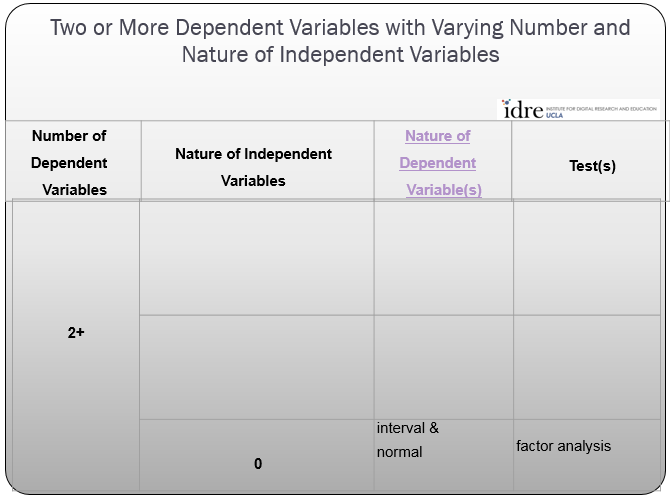 Two or More Dependent Variables with Varying Number and
Nature of Independent Variables
idre INSTITUTE FOR DIGITAL RESEARCH AND EDUCATION
UCLA
Number of
Dependent
Variables
Nature of Independent
Variables
Nature of
Dependent
Variable(s)
Test(s)
2+
0
interval &
normal
factor analysis